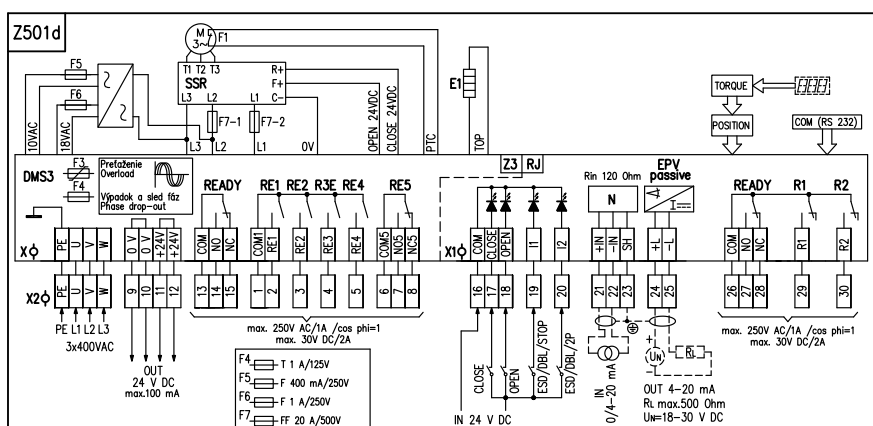 Z501d
F5
F6
10VAC
18VAC
M
3~
F1
T1 T2 T3
SSR
R+
F+
C-
L3 L2 L1
F7-1
F7-2
L3
L2
L1
0V
OPEN 24VDC
CLOSE 24VDC
PTC
E1
TOP
TORQUE
POSITION
COM (RS 232)
DMS3
F3
F4
Preťaženie
Overload
Výpadok a sled fáz
Phase drop-out
READY
RE1 RE2 R3E RE4
RE5
Z3 RJ
Rin 120 Ohm
N
EPV
passive
READY
R1
R2
X
PE U V W
0 V 0 V +24V +24V
COM NO NC
COM1 RE1 RE2 RE3 RE4
COM5 NO5 NC5
X1
COM CLOSE OPEN I1 I2
+IN -IN SH
+L -L
COM NO NC R1 R2
X2
PE U V W
9 10 11 12
13 14 15
1 2 3 4 5
6 7 8
16 17 18 19 20
21 22 23
24 25
26 27 28 29 30
PE L1 L2 L3
3x400VAC
OUT
24 V DC
max.100 mA
max. 250V AC/1A /cos phi=1
max. 30V DC/2A
F4 T 1 A/125V
F5 F 400 mA/250V
F6 F 1 A/250V
F7 FF 20 A/500V
CLOSE
OPEN
ESD/DBL/STOP
ESD/DBL/2P
IN 24 V DC
IN
0/4-20 mA
+
UN
-
RL
OUT 4-20 mA
RL max.500 Ohm
UN=18-30 V DC
max. 250V AC/1A /cos phi=1
max. 30V DC/2A